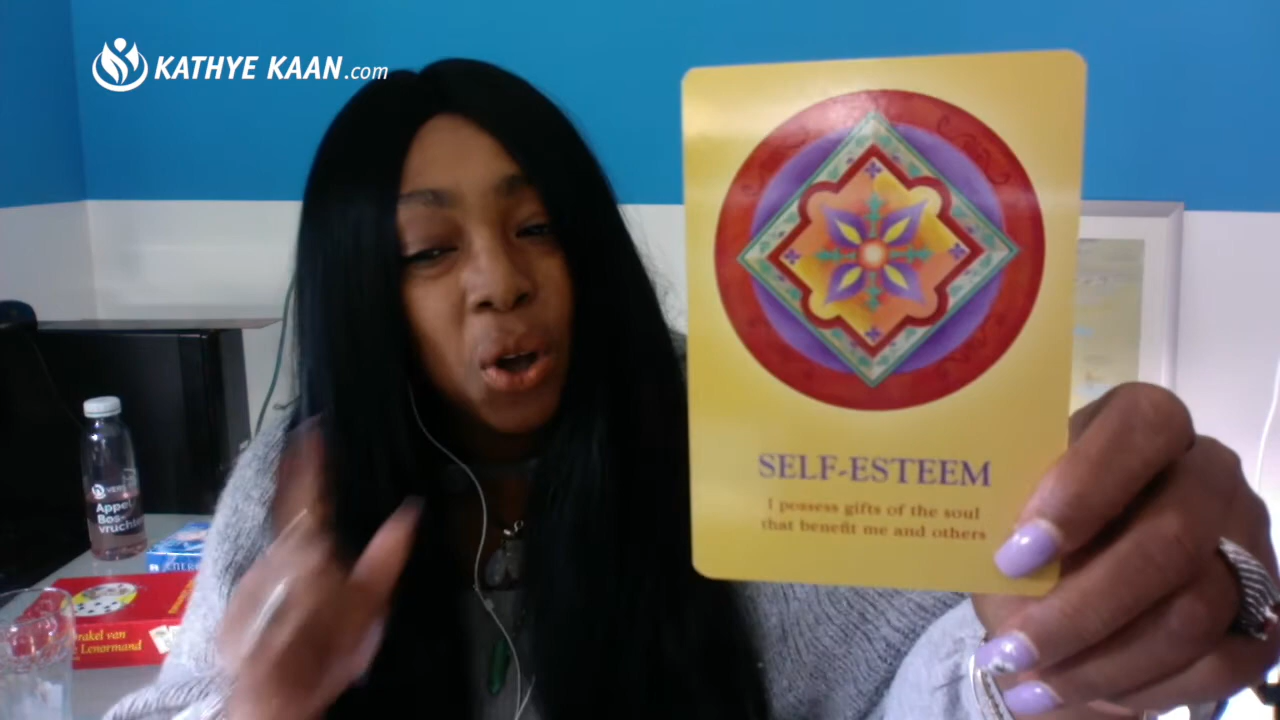 KATHYE KAAN.com
SELF-ESTEEM
I possess gifts of the soul
that benefit me and others
Appel
Bos-
vruchten
Orakel van
Lenormand